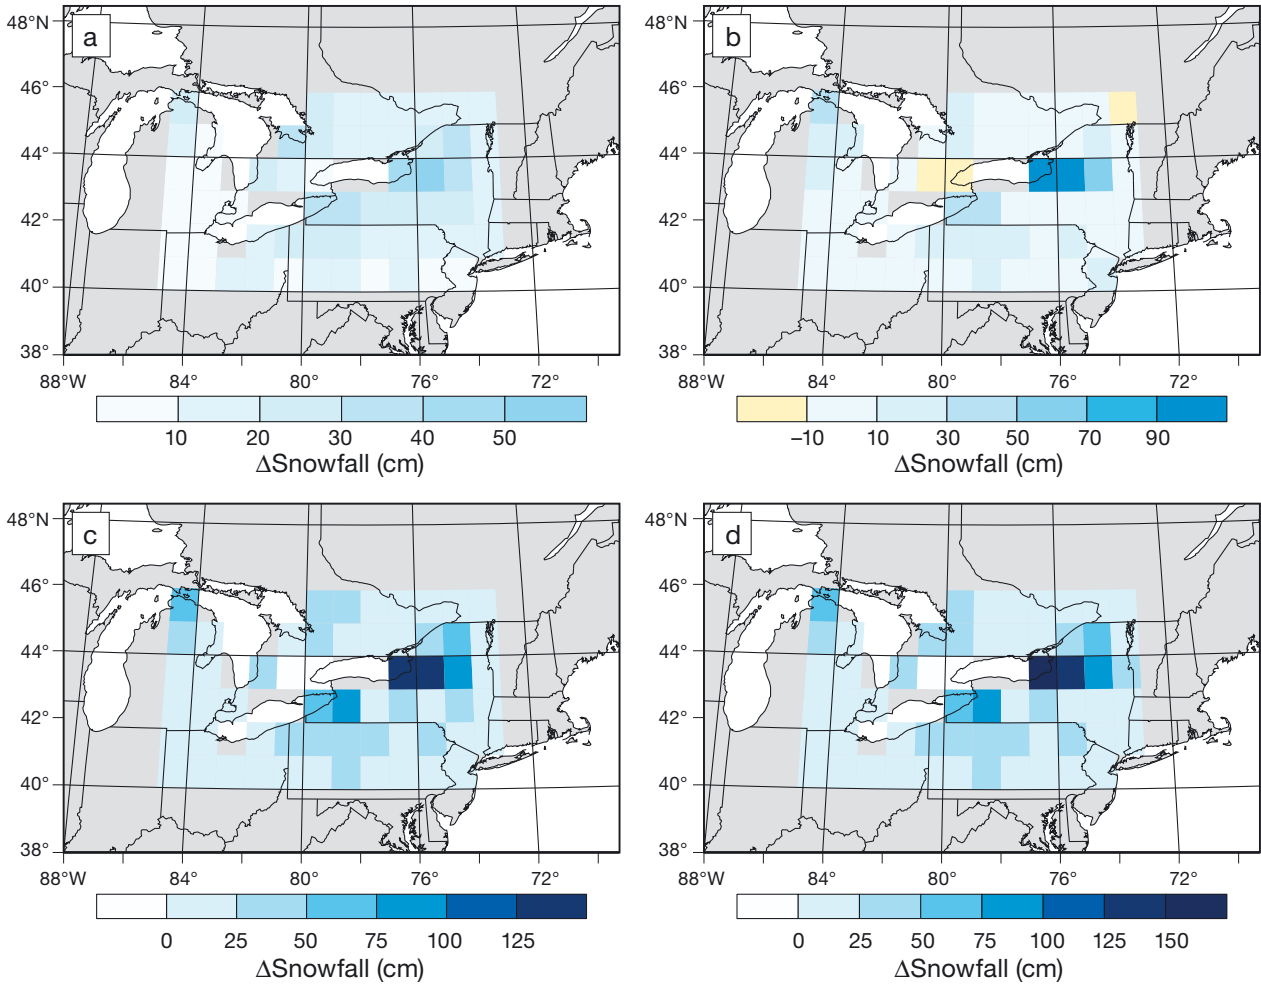 a
48°N
46°
44°
42°
40°
38°
88°W 84° 80° 76° 72°
10 20 30 40 50
ΔSnowfall (cm)
b
48°N
46°
44°
42°
40°
38°
88°W 84° 80° 76° 72°
–10 10 30 50 70 90
ΔSnowfall (cm)
c
48°N
46°
44°
42°
40°
38°
88°W 84° 80° 76° 72°
0 25 50 75 100 125
ΔSnowfall (cm)
d
48°N
46°
44°
42°
40°
38°
88°W 84° 80° 76° 72°
0 25 50 75 100 125 150
ΔSnowfall (cm)